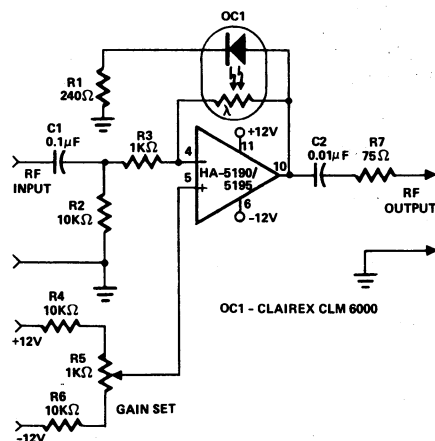 OC1
R1
240Ω
C1
0.1μF
R3
1KΩ
λ
+12V
11
4
5
HA-5190/
5195
10
6
-12V
C2
0.01μF
R7
75Ω
RF
INPUT
RF
OUTPUT
R2
10KΩ
OC1 - CLAIREX CLM 6000
R4
10KΩ
+12V
R5
1KΩ
R6
10KΩ
GAIN SET
-12V